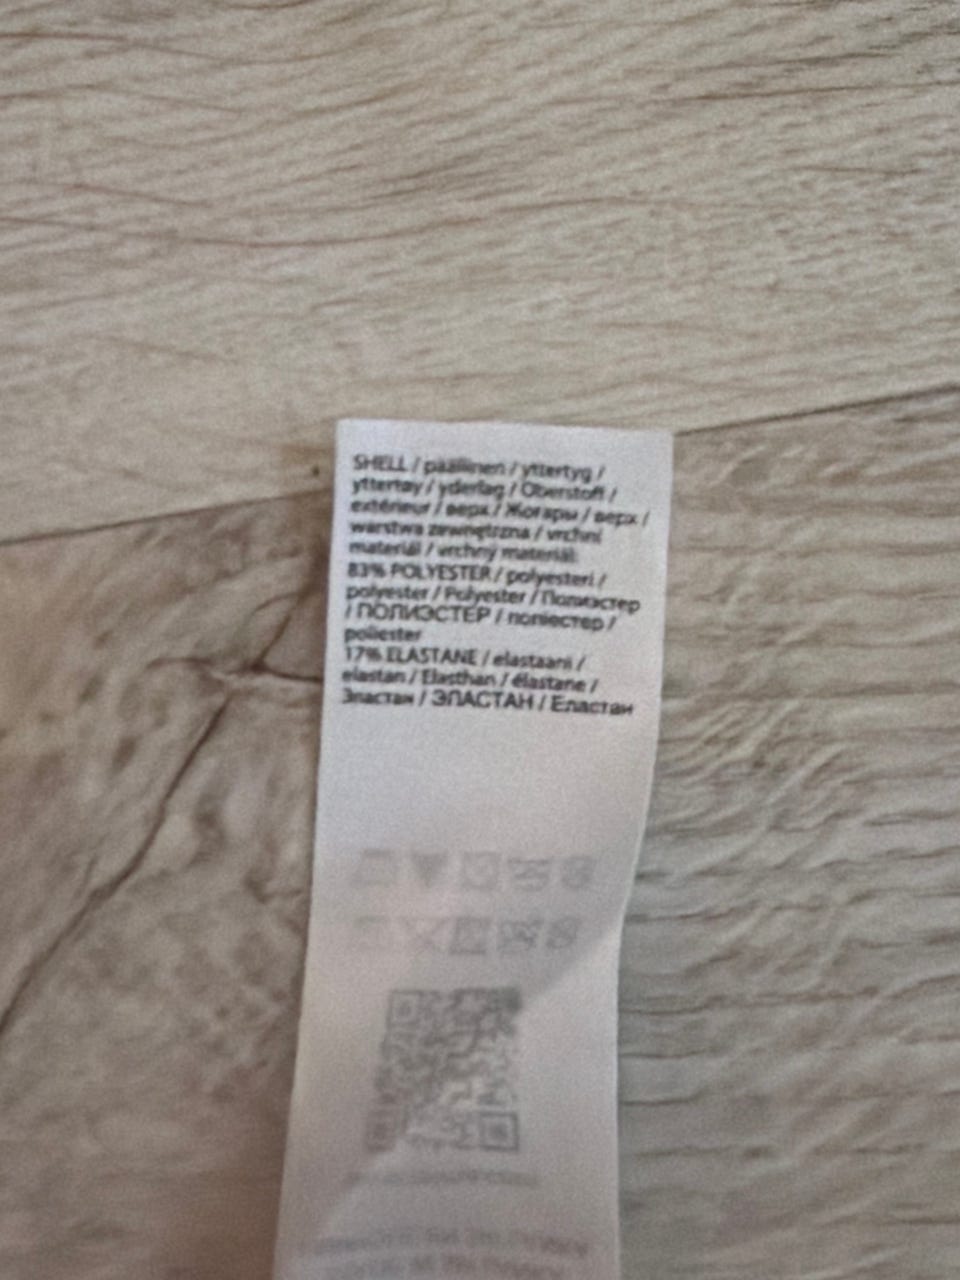 SHELL / päällinen / yttertyg /
yttertøy / yderlag / Oberstoff /
extérieur / верх / Жоғары / верх /
warstwa zewnętrzna / vrchní
materiál / vrchný materiál:
83% POLYESTER / polyesteri /
polyester / Polyester / Полиэстер
/ ПОЛИЭСТЕР / поліестер /
poliester
17% ELASTANE / elastaani /
elastan / Elasthan / élastane /
Эластан / ЭЛАСТАН / Еластан